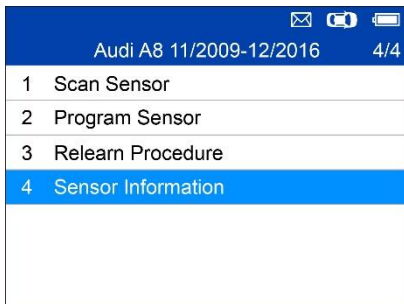 Audi A8 11/2009-12/2016 4/4
1 Scan Sensor
2 Program Sensor
3 Relearn Procedure
4 Sensor Information